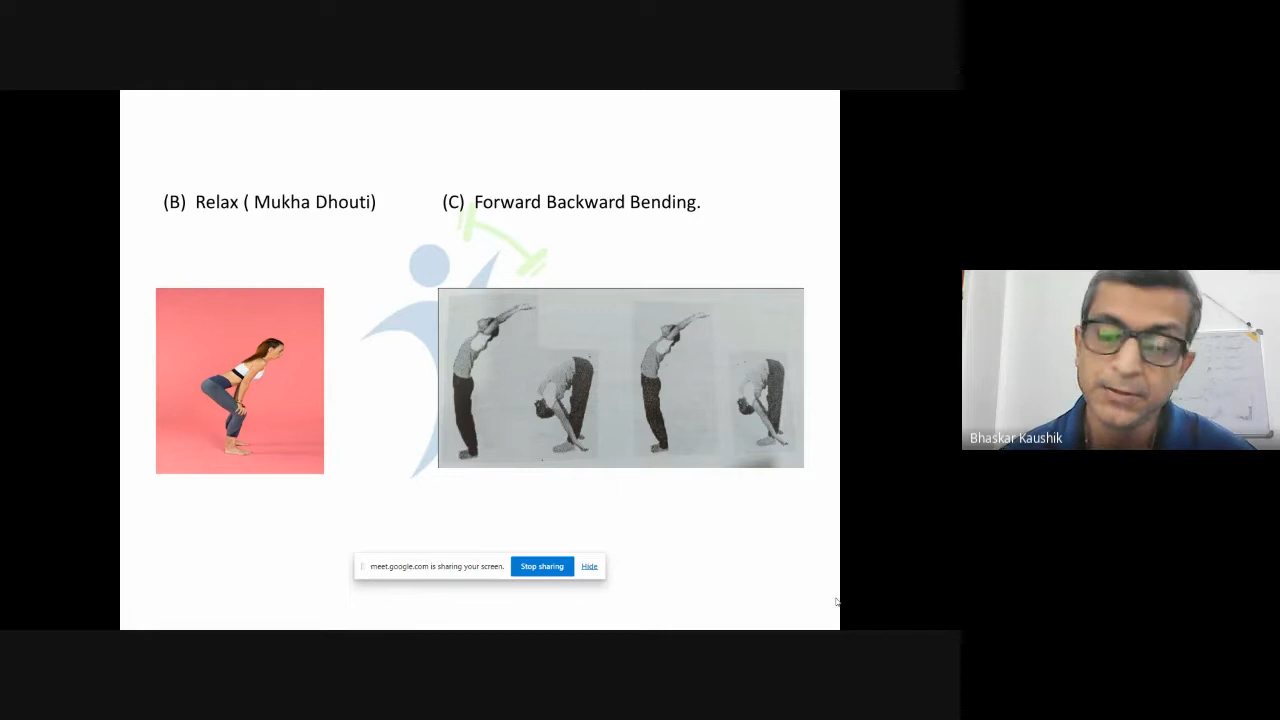 (B) Relax ( Mukha Dhouti)
(C) Forward Backward Bending.
Bhaskar Kaushik
meet.google.com is sharing your screen.
Stop sharing
Hide